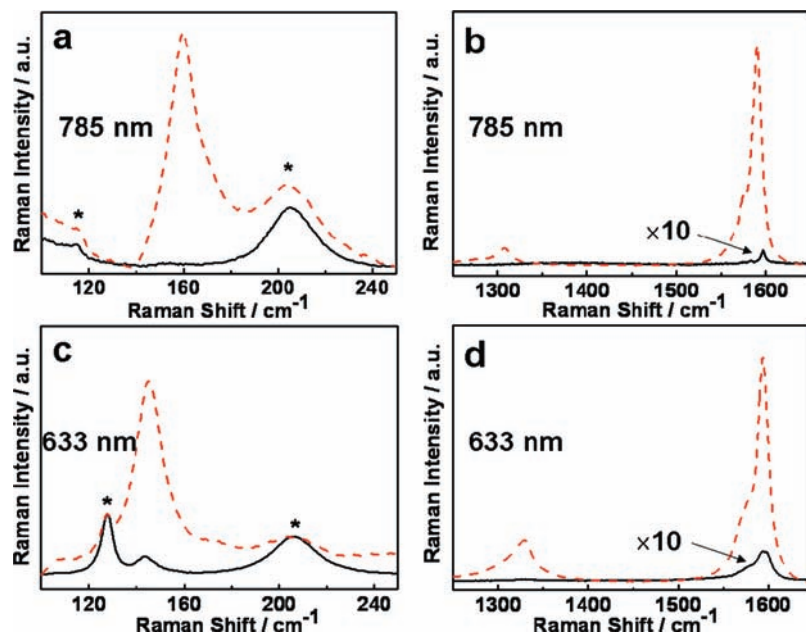 a
b
Raman Intensity / a.u.
785 nm
*
*
120 160 200 240
Raman Shift / cm⁻¹
Raman Intensity / a.u.
785 nm
×10
1300 1400 1500 1600
Raman Shift / cm⁻¹
c
d
Raman Intensity / a.u.
633 nm
*
*
120 160 200 240
Raman Shift / cm⁻¹
Raman Intensity / a.u.
633 nm
×10
1300 1400 1500 1600
Raman Shift / cm⁻¹